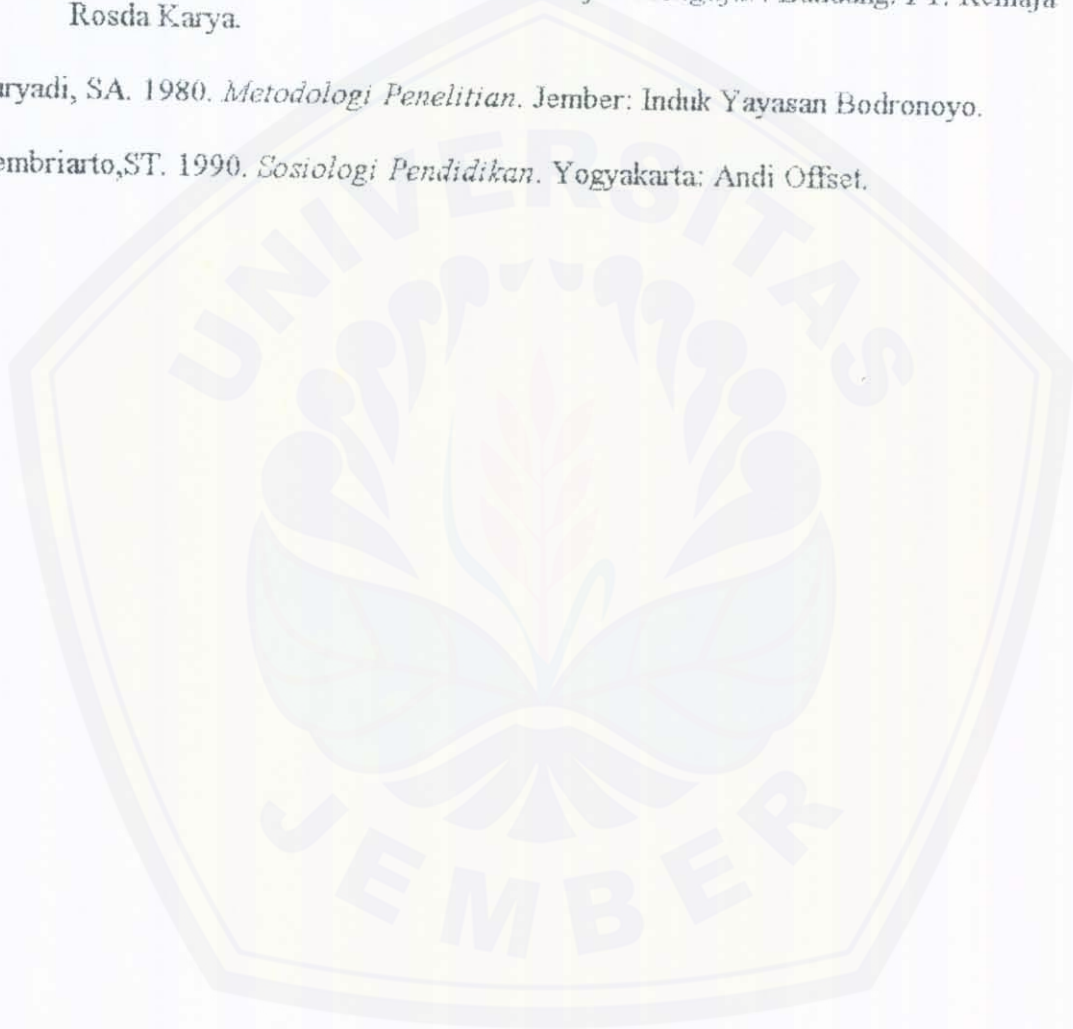 Rosda Karya.
uryadi, SA. 1980. Metodologi Penelitian. Jember: Induk Yayasan Bodronoyo.
embriarto,ST. 1990. Sosiologi Pendidikan. Yogyakarta: Andi Offset.
UNIVERSITAS
JEMBER